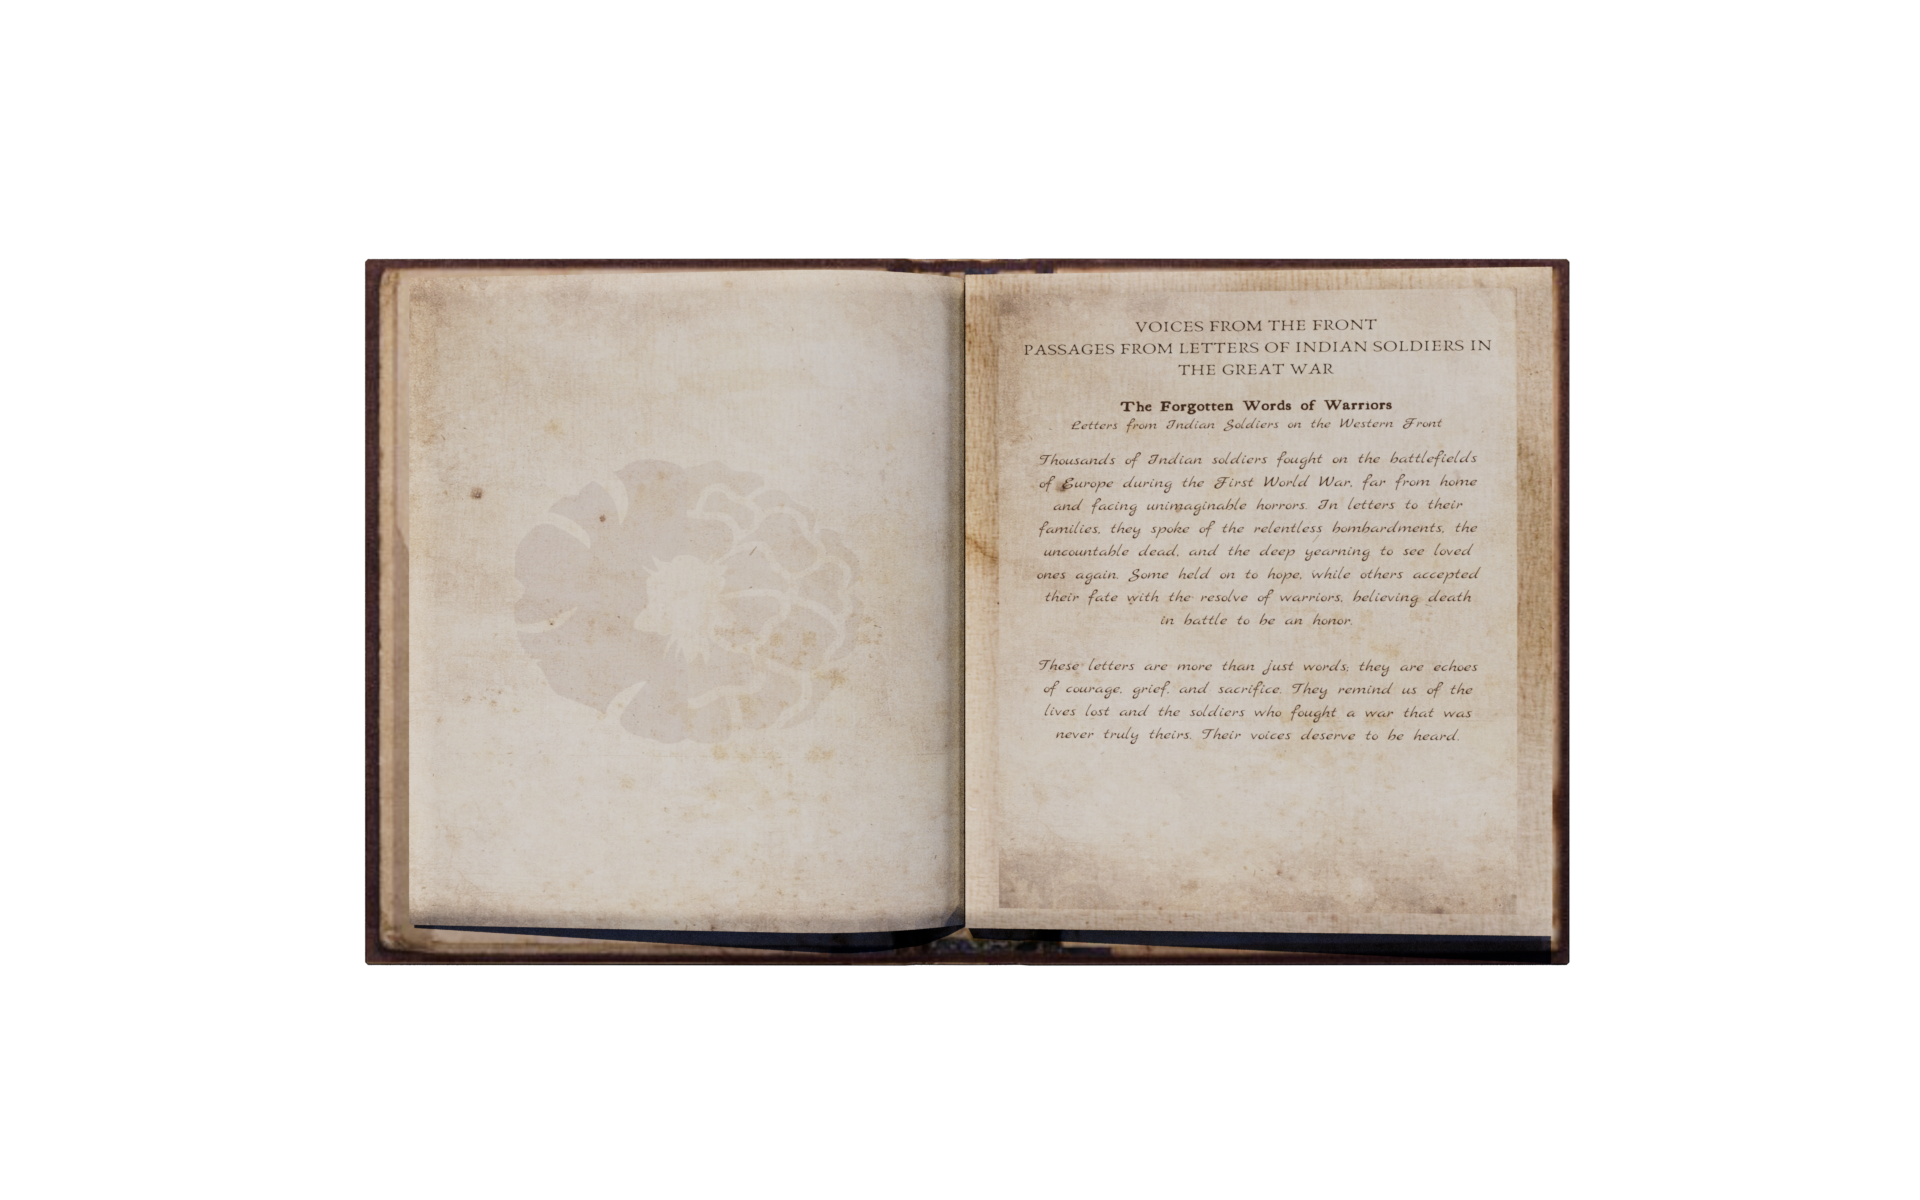 VOICES FROM THE FRONT
PASSAGES FROM LETTERS OF INDIAN SOLDIERS IN
THE GREAT WAR
The Forgotten Words of Warriors
Letters from Indian Soldiers on the Western Front
Thousands of Indian soldiers fought on the battlefields
of Europe during the First World War, far from home
and facing unimaginable horrors. In letters to their
families, they spoke of the relentless bombardments, the
uncountable dead, and the deep yearning to see loved
ones again. Some held on to hope, while others accepted
their fate with the resolve of warriors, believing death
in battle to be an honor.
These letters are more than just words; they are echoes
of courage, grief, and sacrifice. They remind us of the
lives lost and the soldiers who fought a war that was
never truly theirs. Their voices deserve to be heard.